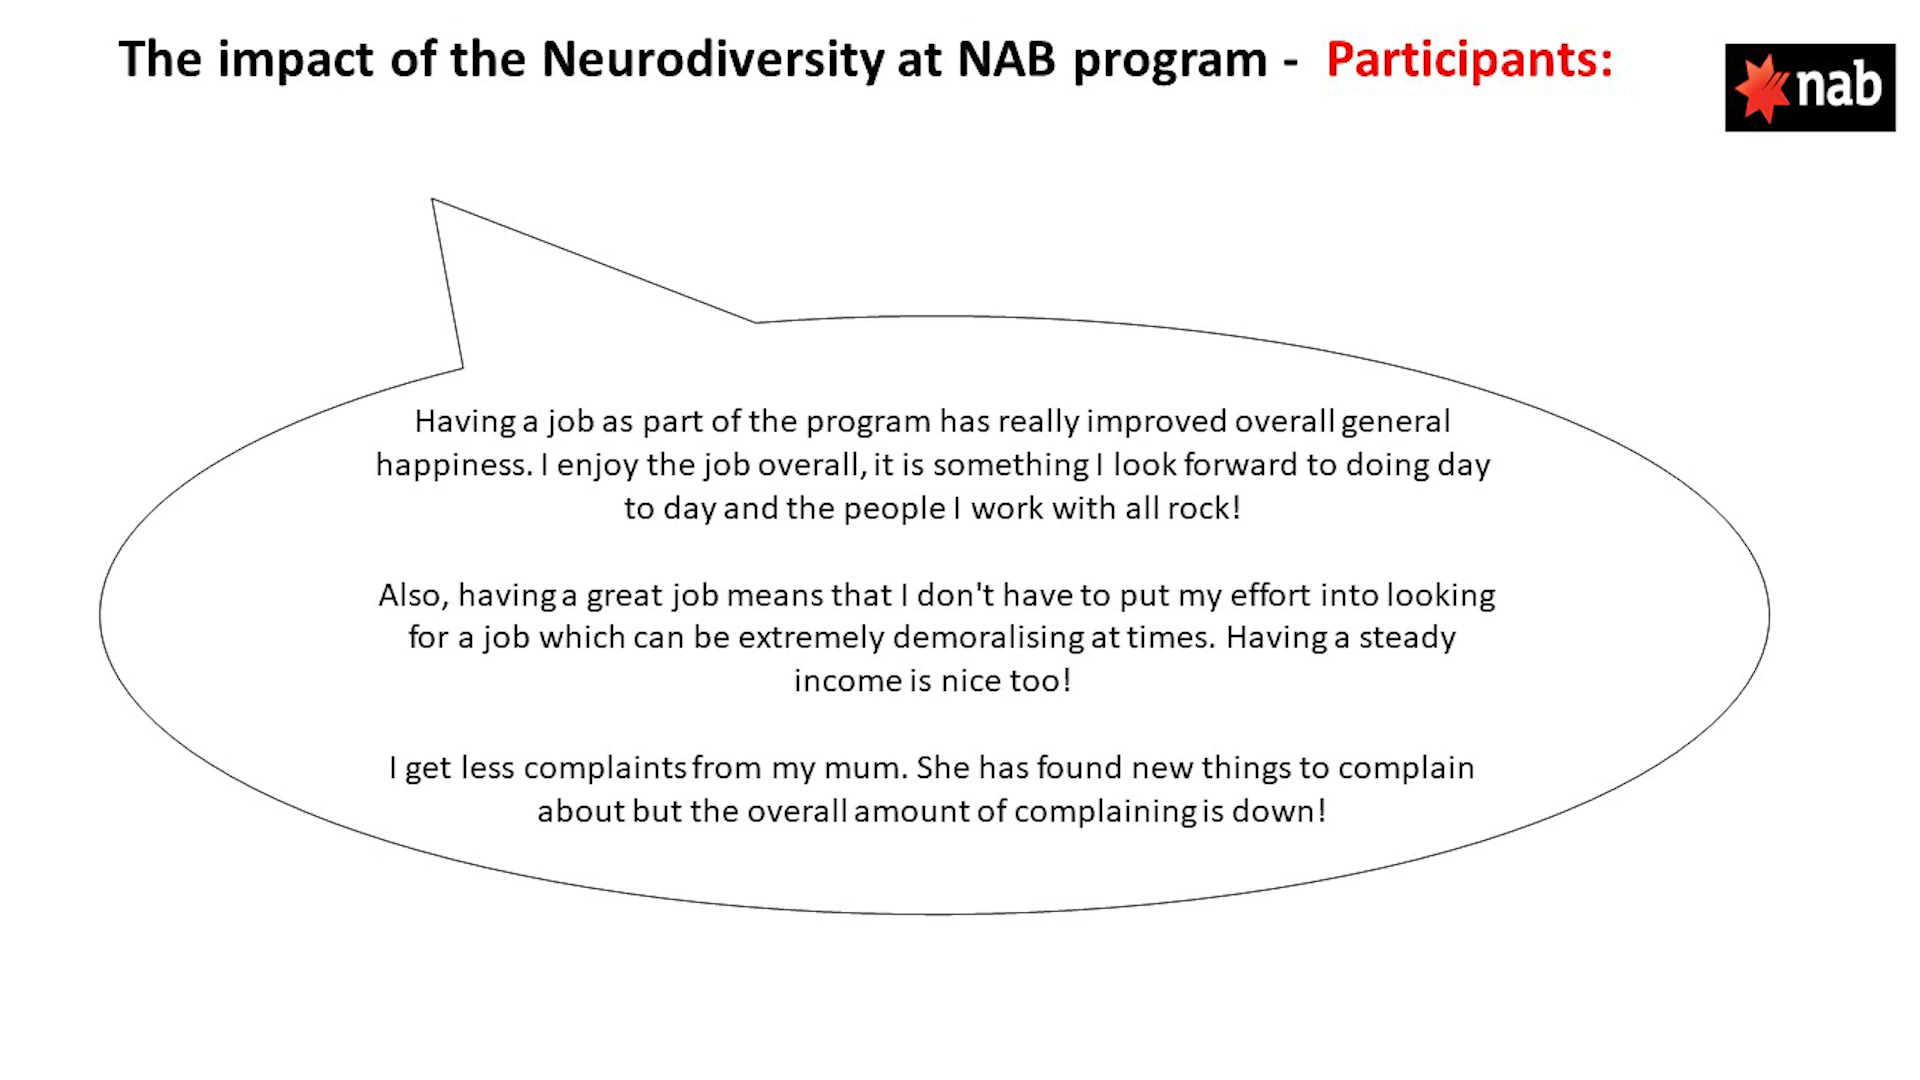 The impact of the Neurodiversity at NAB program - Participants:
nab
Having a job as part of the program has really improved overall general
happiness. I enjoy the job overall, it is something I look forward to doing day
to day and the people I work with all rock!
Also, having a great job means that I don't have to put my effort into looking
for a job which can be extremely demoralising at times. Having a steady
income is nice too!
I get less complaints from my mum. She has found new things to complain
about but the overall amount of complaining is down!